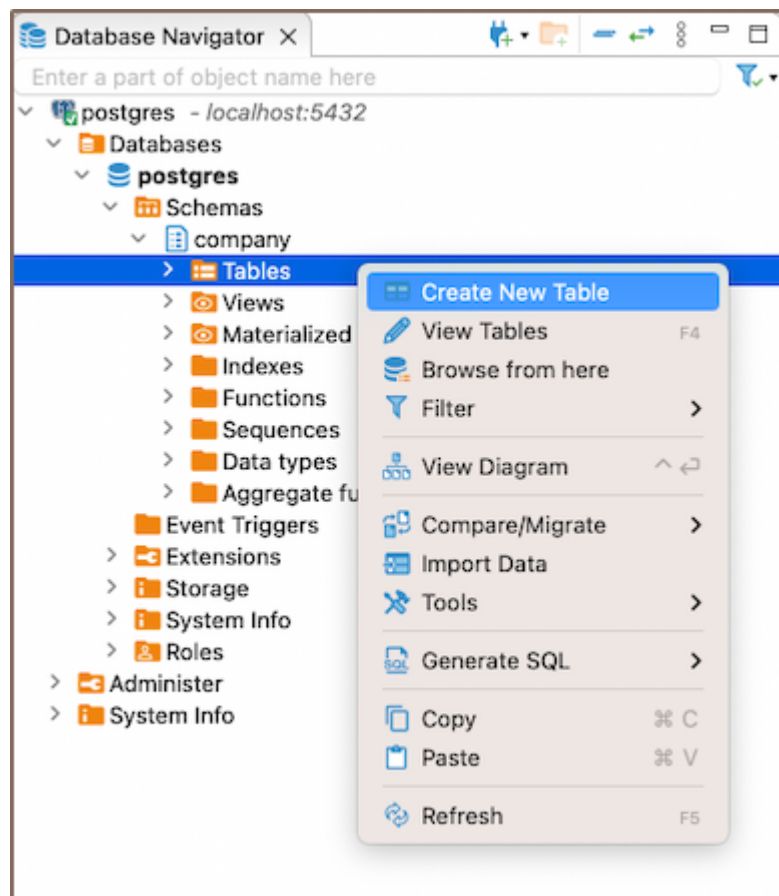 Database Navigator
Enter a part of object name here
postgres - localhost:5432
Databases
postgres
Schemas
company
Tables
Views
Materialized
Indexes
Functions
Sequences
Data types
Aggregate fu
Event Triggers
Extensions
Storage
System Info
Roles
Administer
System Info
Create New Table
View Tables F4
Browse from here
Filter
View Diagram ^ ↩
Compare/Migrate
Import Data
Tools
SQL Generate SQL
Copy ⌘ C
Paste ⌘ V
Refresh F5